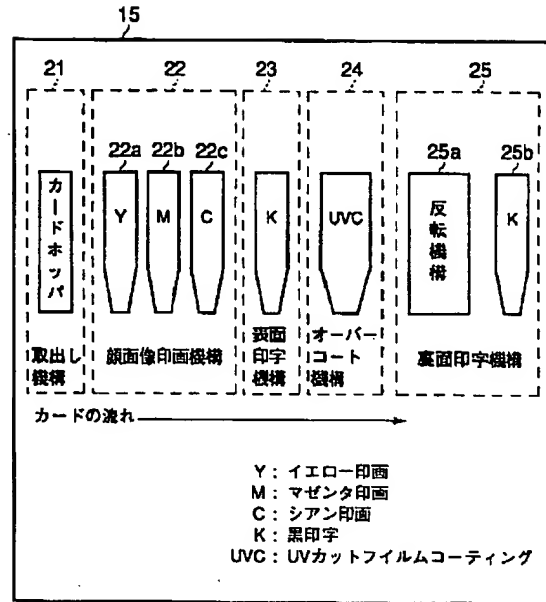 15
21 22 23 24 25
22a 22b 22c 25a 25b
カードホッパ
Y M C K UVC
反転機構
K
取出し機構
顔面像印画機構
表面印字機構
オーバーコート機構
裏面印字機構
カードの流れ
Y：イエロー印画
M：マゼンタ印画
C：シアン印画
K：黒印字
UVC：UVカットフイルムコーティング